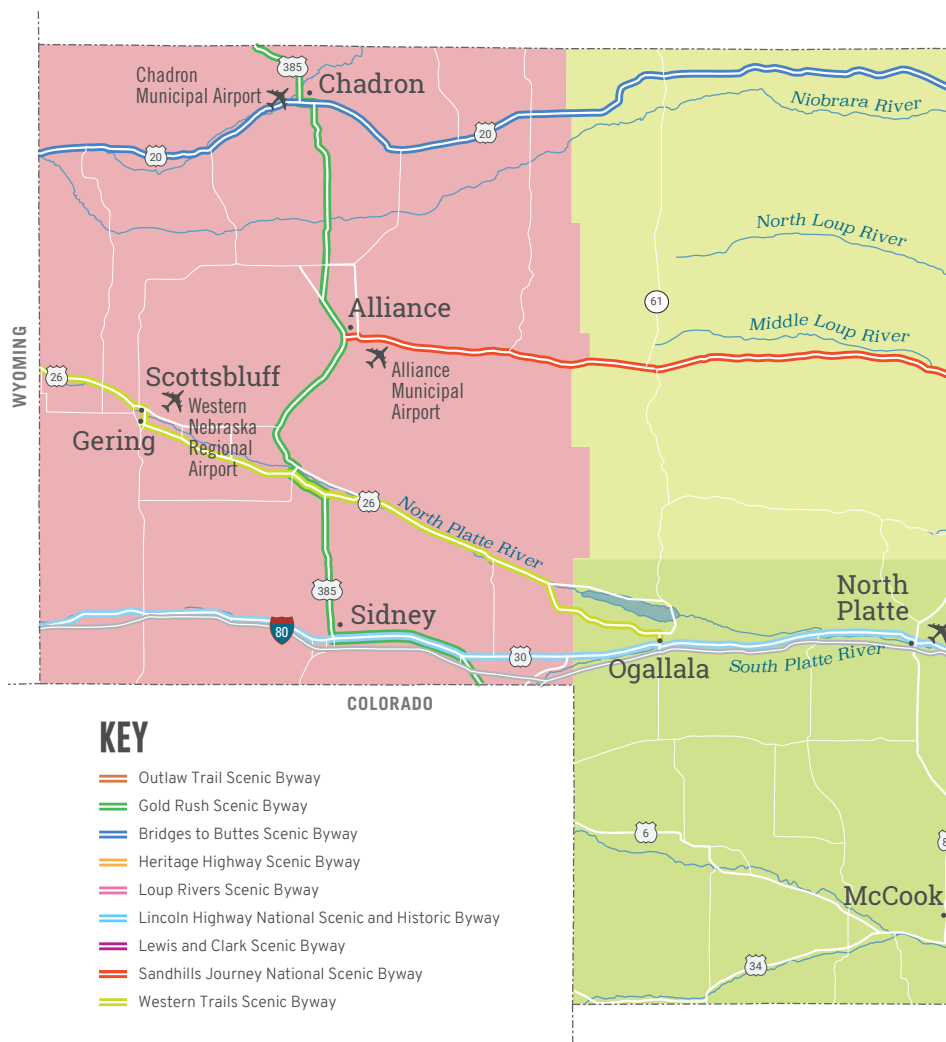 385
Chadron
Municipal Airport
Chadron
20
20
Niobrara River
North Loup River
61
Alliance
Middle Loup River
WYOMING
26
Scottsbluff
Alliance
Municipal
Airport
Western
Nebraska
Regional
Airport
Gering
26
North Platte River
385
Sidney
North
Platte
80
30
Ogallala
South Platte River
COLORADO
KEY
Outlaw Trail Scenic Byway
Gold Rush Scenic Byway
Bridges to Buttes Scenic Byway
Heritage Highway Scenic Byway
Loup Rivers Scenic Byway
Lincoln Highway National Scenic and Historic Byway
Lewis and Clark Scenic Byway
Sandhills Journey National Scenic Byway
Western Trails Scenic Byway
6
8
McCook
34